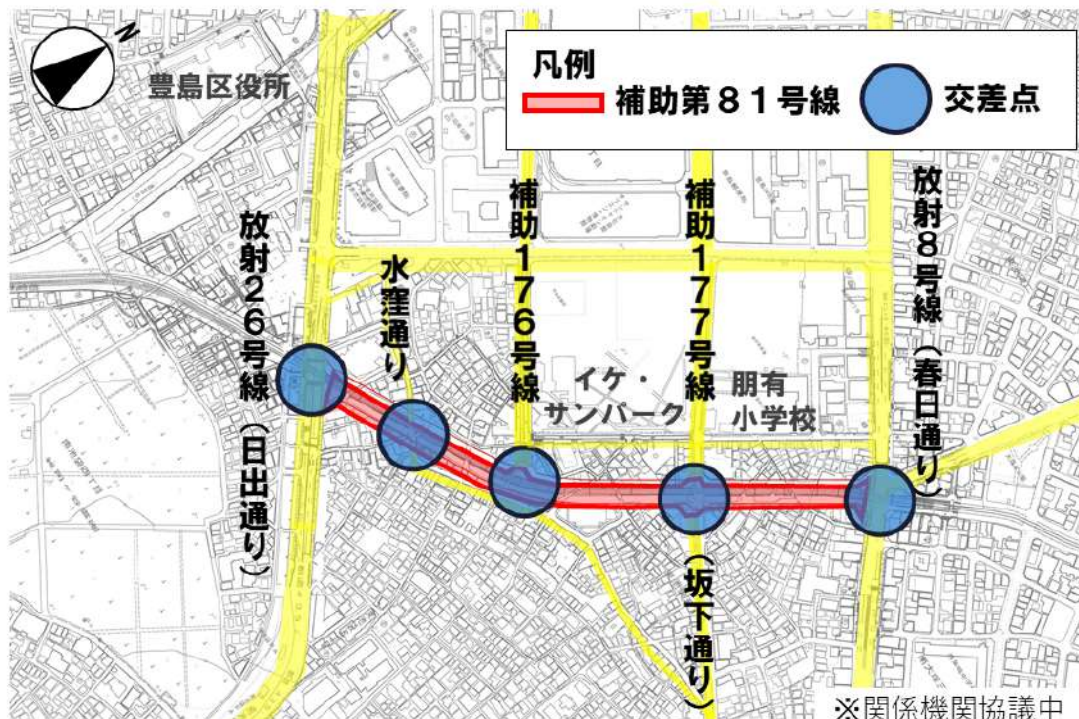 N
豊島区役所
凡例
補助第81号線
交差点
放射26号線（日出通り）
水窪通り
補助176号線
イケ・
サンパーク
補助177号線
（坂下通り）
朋有
小学校
放射8号線（春日通り）
※関係機関協議中